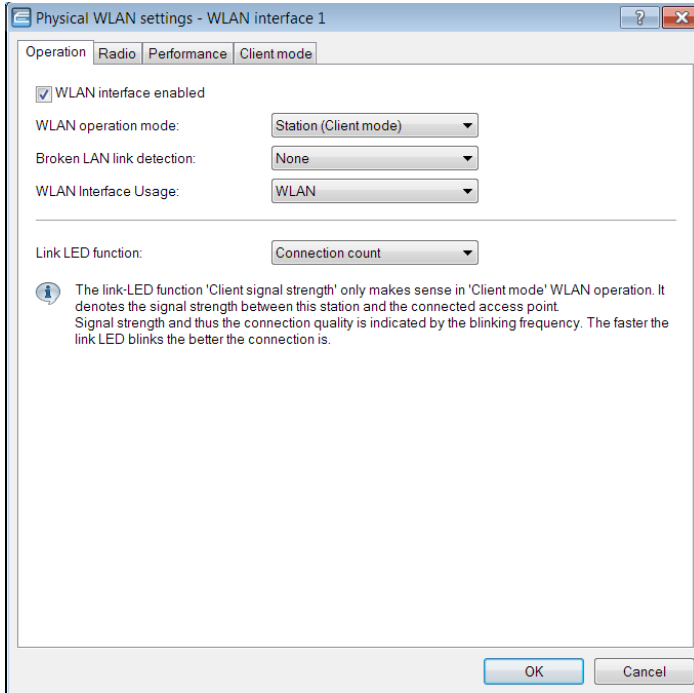 Physical WLAN settings - WLAN interface 1
?
Operation Radio Performance Client mode
WLAN interface enabled
WLAN operation mode: Station (Client mode)
Broken LAN link detection: None
WLAN Interface Usage: WLAN
Link LED function: Connection count
The link-LED function 'Client signal strength' only makes sense in 'Client mode' WLAN operation. It
denotes the signal strength between this station and the connected access point.
Signal strength and thus the connection quality is indicated by the blinking frequency. The faster the
link LED blinks the better the connection is.
OK Cancel